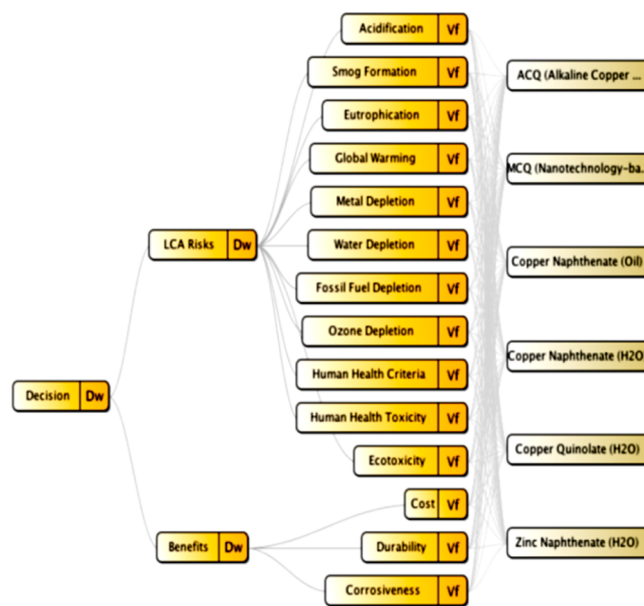 Acidification Vf
Smog Formation Vf
ACQ (Alkaline Copper ...
Eutrophication Vf
Global Warming Vf
MCQ (Nanotechnology-ba...
Metal Depletion Vf
LCA Risks Dw
Water Depletion Vf
Copper Naphthenate (Oil)
Fossil Fuel Depletion Vf
Ozone Depletion Vf
Copper Naphthenate (H2O
Human Health Criteria Vf
Decision Dw
Human Health Toxicity Vf
Ecotoxicity Vf
Copper Quinolate (H2O)
Cost Vf
Benefits Dw
Durability Vf
Zinc Naphthenate (H2O)
Corrosiveness Vf